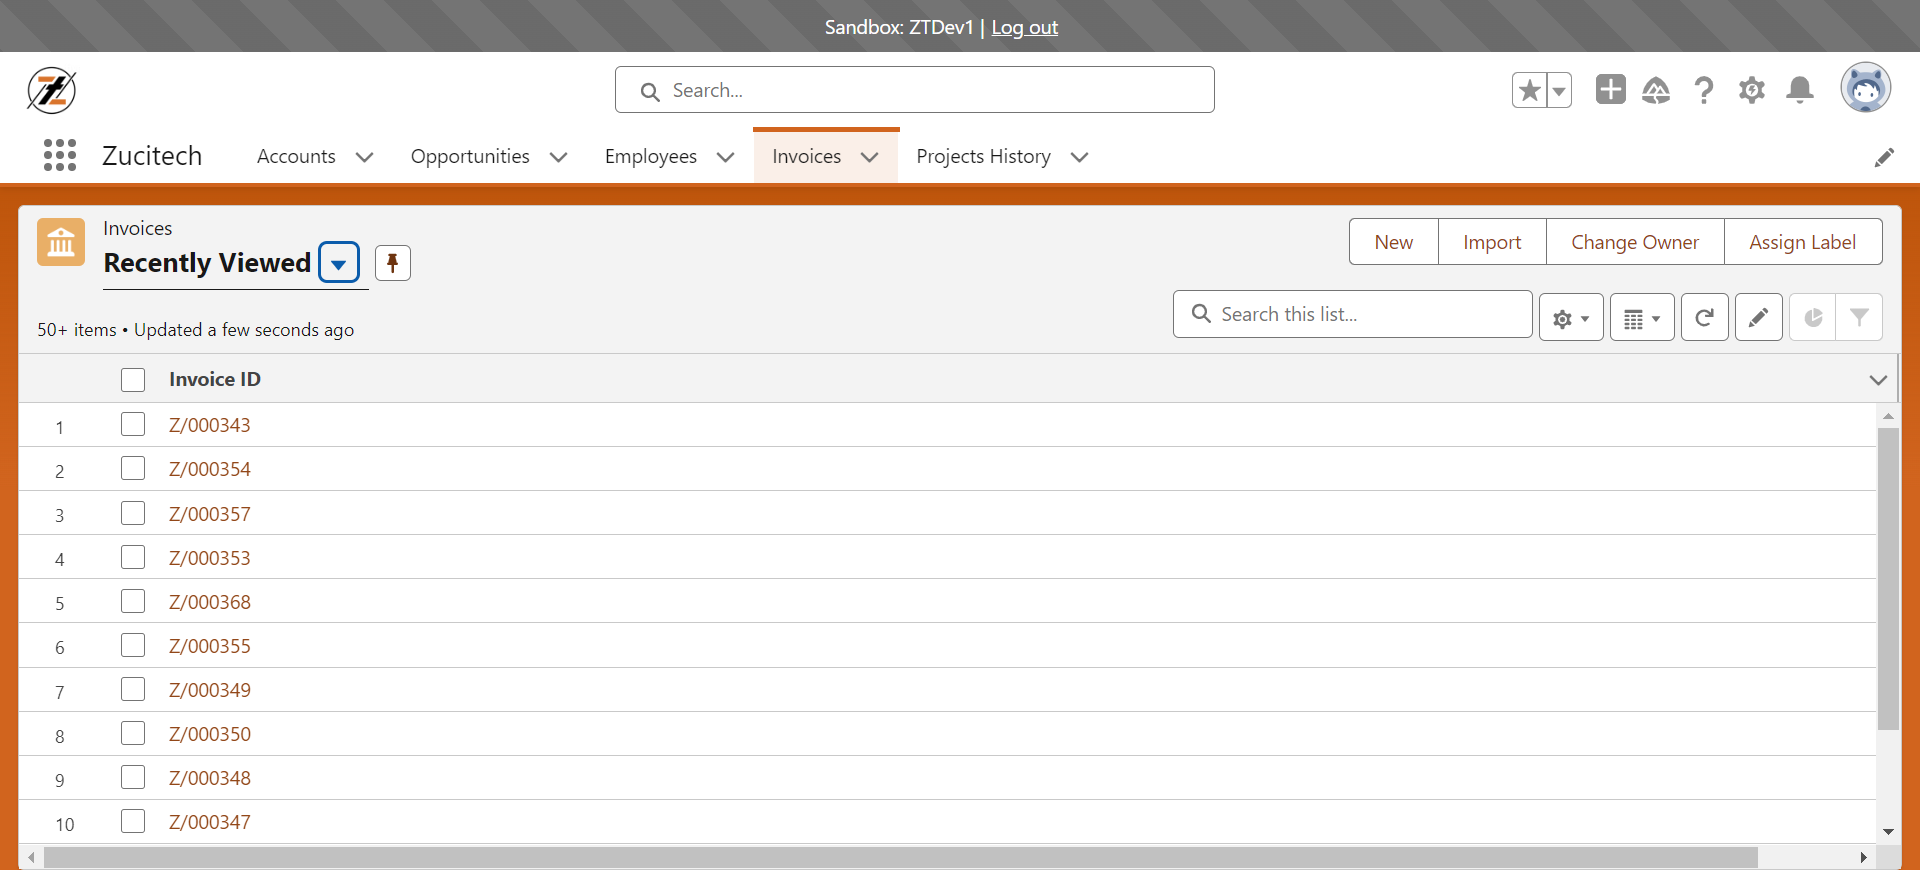 Sandbox: ZTDev1 | Log out
Search...
Zucitech Accounts Opportunities Employees Invoices Projects History
Invoices
Recently Viewed
New Import Change Owner Assign Label
50+ items • Updated a few seconds ago
Search this list...
Invoice ID
1 Z/000343
2 Z/000354
3 Z/000357
4 Z/000353
5 Z/000368
6 Z/000355
7 Z/000349
8 Z/000350
9 Z/000348
10 Z/000347